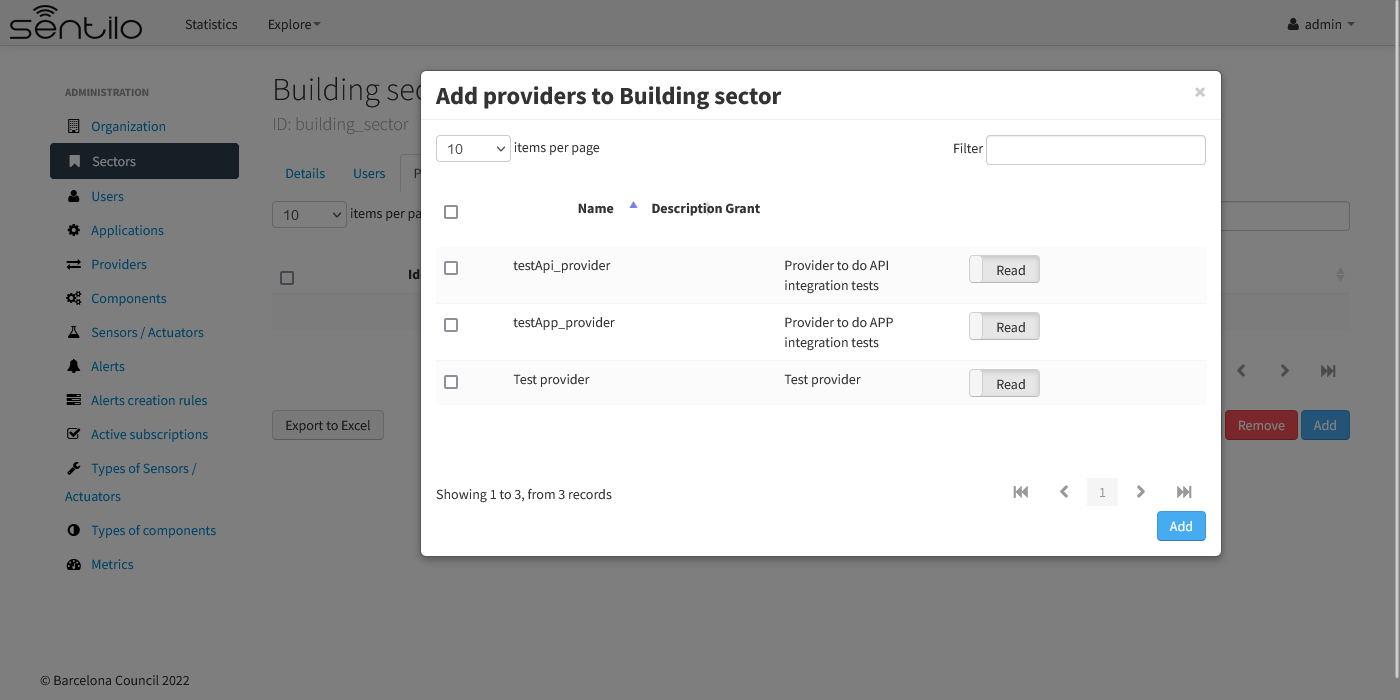 sentilo
Statistics
Explore
admin
ADMINISTRATION
Organization
Sectors
Users
Applications
Providers
Components
Sensors / Actuators
Alerts
Alerts creation rules
Active subscriptions
Types of Sensors /
Actuators
Types of components
Metrics
Building sec
ID: building_sector
Details
Users
P
10
items per pa
Id
Export to Excel
Remove
Add
Add providers to Building sector
×
10
items per page
Filter
Name
Description Grant
testApi_provider
Provider to do API
integration tests
Read
testApp_provider
Provider to do APP
integration tests
Read
Test provider
Test provider
Read
Showing 1 to 3, from 3 records
1
Add
© Barcelona Council 2022